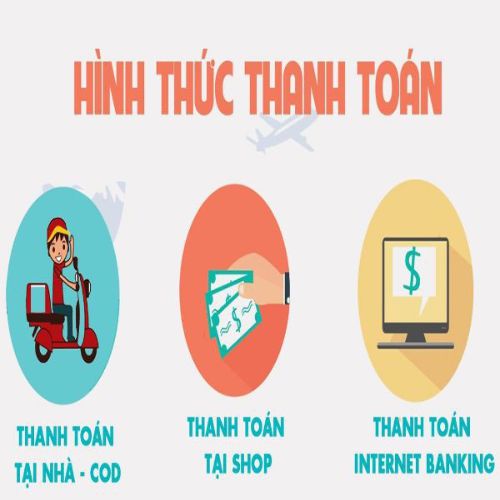 HÌNH THỨC THANH TOÁN
THANH TOÁN
TẠI NHÀ - COD
THANH TOÁN
TẠI SHOP
THANH TOÁN
INTERNET BANKING